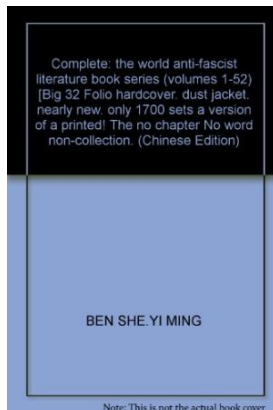 Complete: the world anti-fascist
literature book series (volumes 1-52)
[Big 32 Folio hardcover. dust jacket.
nearly new. only 1700 sets a version
of a printed! The no chapter No word
non-collection. (Chinese Edition)
BEN SHE.YI MING
Note: This is not the actual book cover